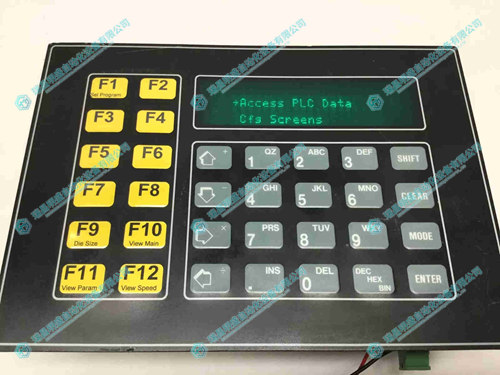 F1
Sel Program
F2
F3
F4
F5
F6
F7
F8
F9
Die Size
F10
View Main
F11
View Param
F12
View Speed
→Access PLC Data
Cfs Screens
+
1 QZ
2 ABC
3 DEF
SHIFT
-
4 GHI
5 JKL
6 MNO
CLEAR
×
7 PRS
8 TUV
9 WXY
MODE
÷
. INS
0 DEL
DEC
HEX
BIN
ENTER